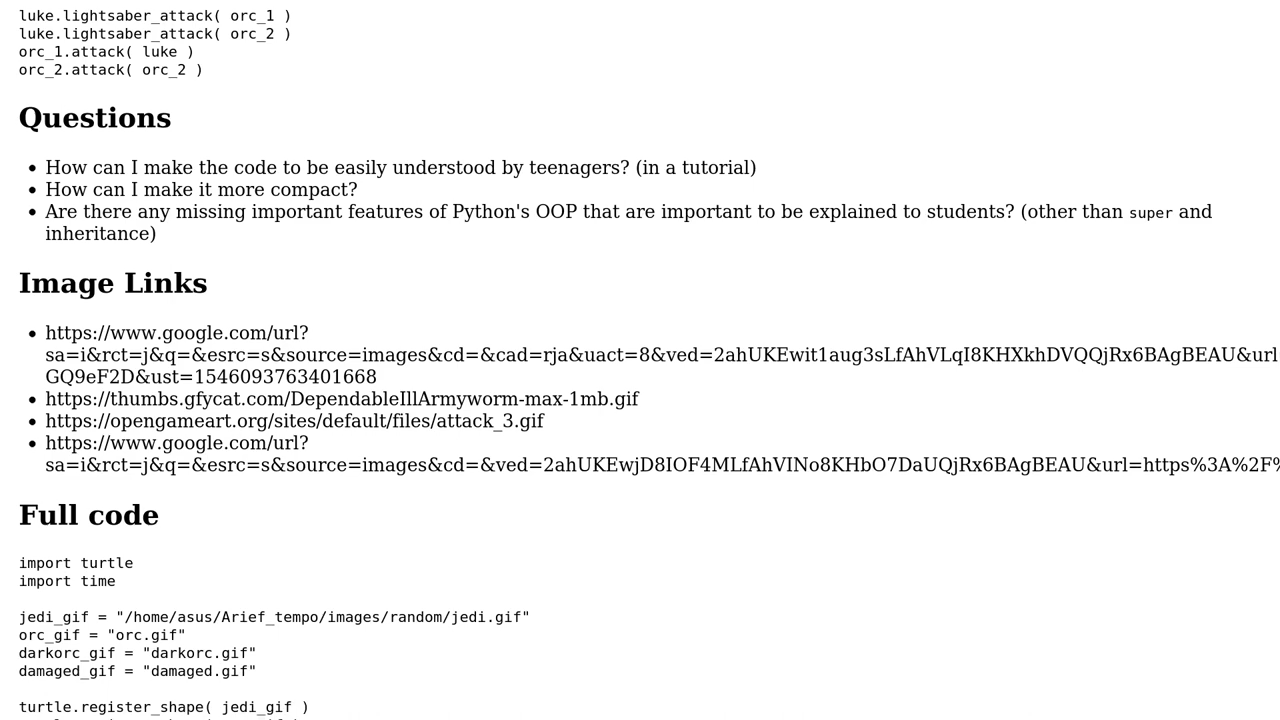 luke.lightsaber_attack( orc_1 )
luke.lightsaber_attack( orc_2 )
orc_1.attack( luke )
orc_2.attack( orc_2 )
Questions
• How can I make the code to be easily understood by teenagers? (in a tutorial)
• How can I make it more compact?
• Are there any missing important features of Python's OOP that are important to be explained to students? (other than super and
inheritance)
Image Links
• https://www.google.com/url?
sa=i&rct=j&q=&esrc=s&source=images&cd=&cad=rja&uact=8&ved=2ahUKEwit1aug3sLfAhVLqI8KHXkhDVQQjRx6BAgBEAU&url
GQ9eF2D&ust=1546093763401668
• https://thumbs.gfycat.com/DependableIllArmyworm-max-1mb.gif
• https://opengameart.org/sites/default/files/attack_3.gif
• https://www.google.com/url?
sa=i&rct=j&q=&esrc=s&source=images&cd=&ved=2ahUKEwjD8IOF4MLfAhVINo8KHbO7DaUQjRx6BAgBEAU&url=https%3A%2F%
Full code
import turtle
import time
jedi_gif = "/home/asus/Arief_tempo/images/random/jedi.gif"
orc_gif = "orc.gif"
darkorc_gif = "darkorc.gif"
damaged_gif = "damaged.gif"
turtle.register_shape( jedi_gif )